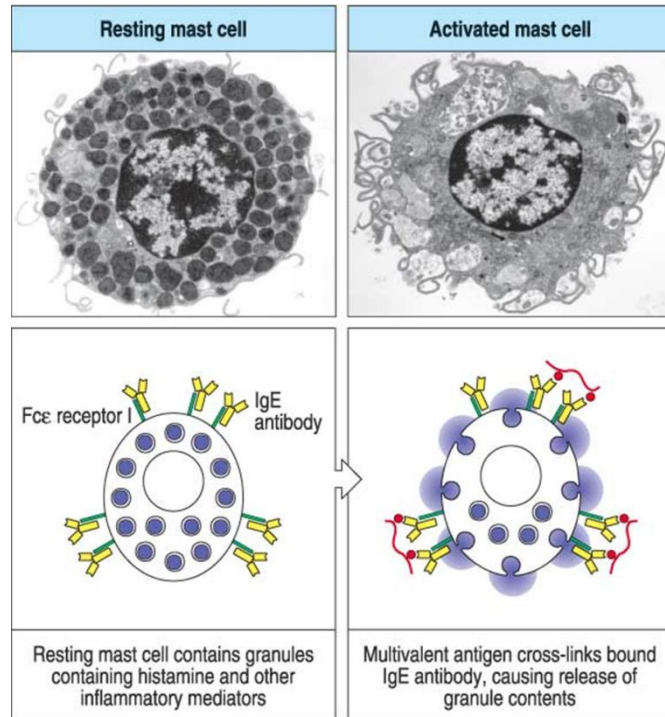 Resting mast cell
Activated mast cell
Fcε receptor I
IgE
antibody
Resting mast cell contains granules
containing histamine and other
inflammatory mediators
Multivalent antigen cross-links bound
IgE antibody, causing release of
granule contents